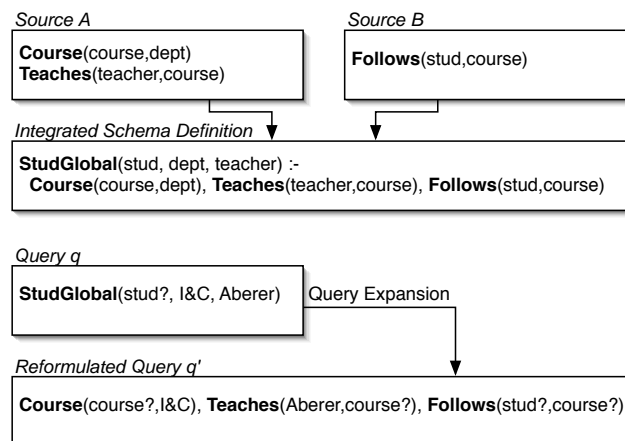 Source A
Source B
Course(course,dept)
Teaches(teacher,course)
Follows(stud,course)
Integrated Schema Definition
StudGlobal(stud, dept, teacher) :-
Course(course,dept), Teaches(teacher,course), Follows(stud,course)
Query q
StudGlobal(stud?, I&C, Aberer)
Query Expansion
Reformulated Query q'
Course(course?,I&C), Teaches(Aberer,course?), Follows(stud?,course?)